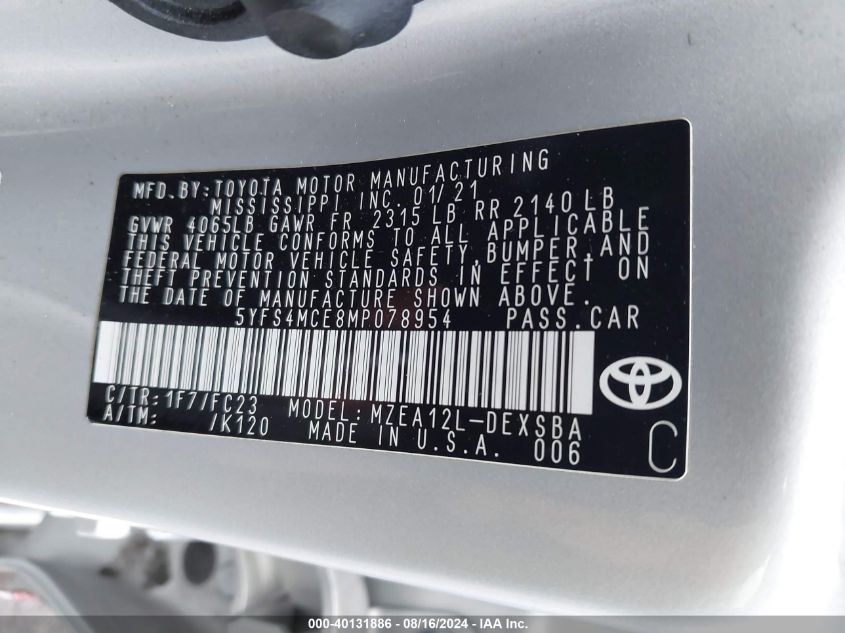 MFD. BY: TOYOTA MOTOR MANUFACTURING
MISSISSIPPI INC. 01/21
GVWR 4065LB GAWR FR 2315 LB RR 2140 LB
THIS VEHICLE CONFORMS TO ALL APPLICABLE
FEDERAL MOTOR VEHICLE SAFETY, BUMPER, AND
THEFT PREVENTION STANDARDS IN EFFECT ON
THE DATE OF MANUFACTURE SHOWN ABOVE.
5YFS4MCE8MP078954 PASS. CAR
C/TR: 1F7/FC23 MODEL: MZEA12L-DEXSBA
A/TM: /K120 MADE IN U.S.A. 006
C
000-40131886 - 08/16/2024 - IAA Inc.